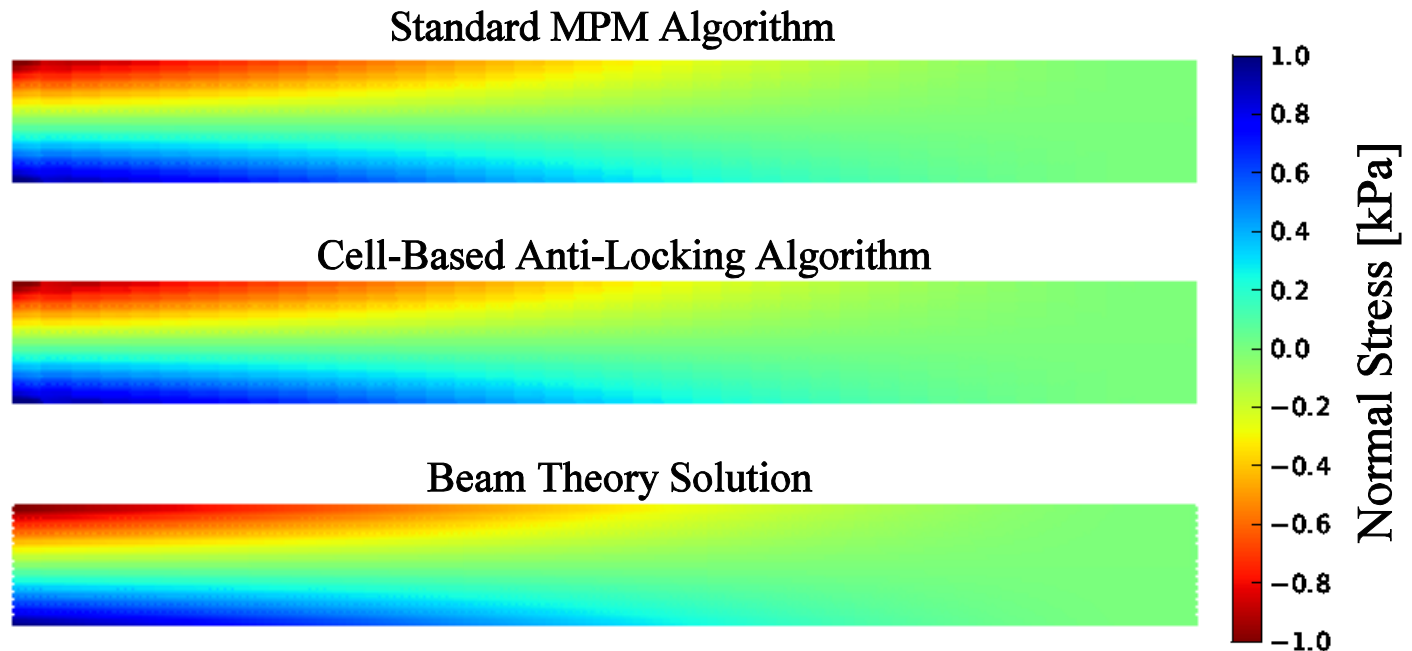 Standard MPM Algorithm
Cell-Based Anti-Locking Algorithm
Beam Theory Solution
1.0
0.8
0.6
0.4
0.2
0.0
−0.2
−0.4
−0.6
−0.8
−1.0
Normal Stress [kPa]